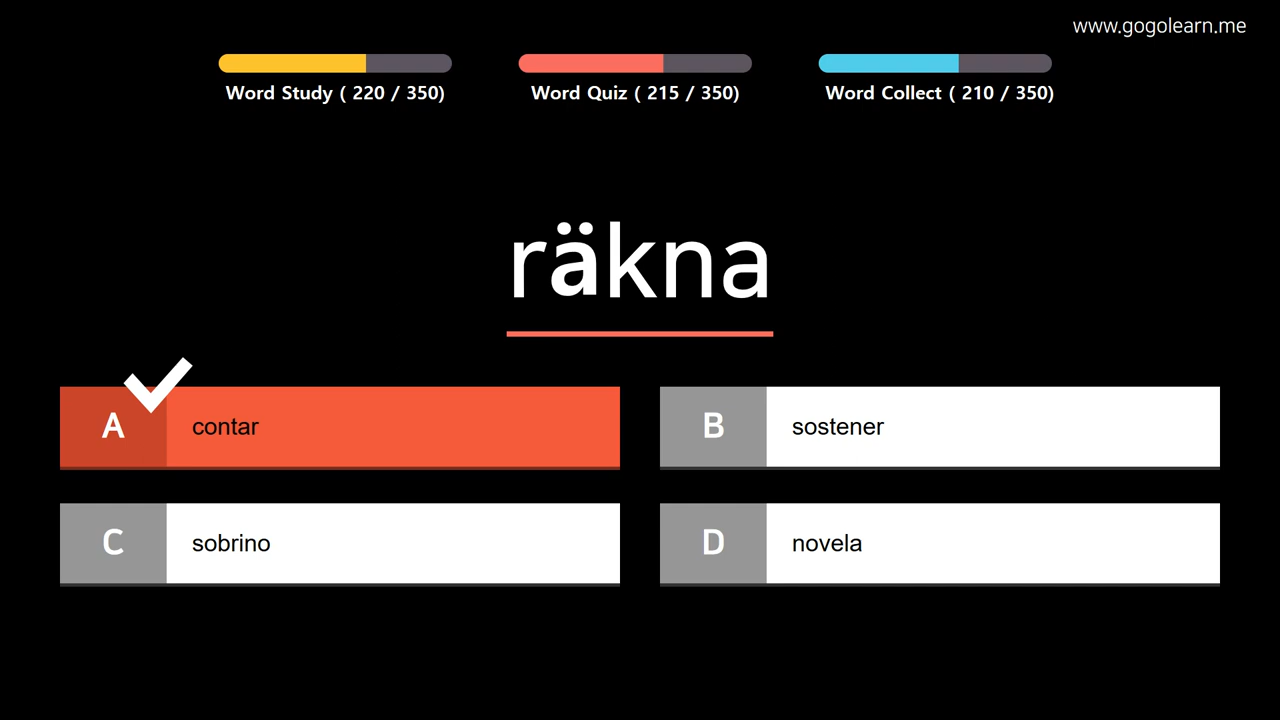 www.gogolearn.me
Word Study ( 220 / 350)
Word Quiz ( 215 / 350)
Word Collect ( 210 / 350)
räkna
A contar
B sostener
C sobrino
D novela